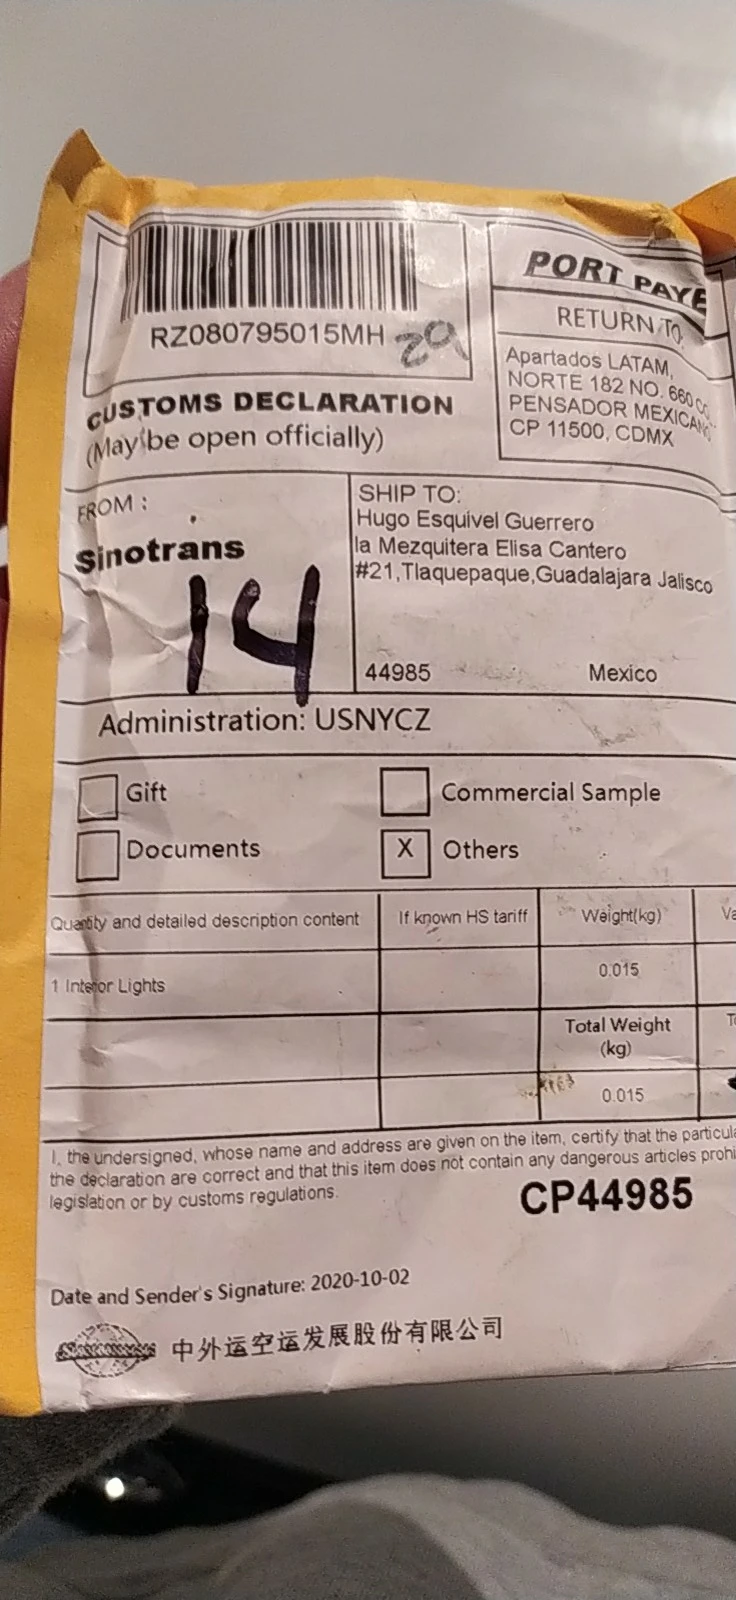 RZ080795015MH
29
PORT PAYE
RETURN TO
Apartados LATAM,
NORTE 182 NO. 660 CO
PENSADOR MEXICANO
CP 11500, CDMX
CUSTOMS DECLARATION
(May be open officially)
FROM :
Sinotrans
14
SHIP TO:
Hugo Esquivel Guerrero
la Mezquitera Elisa Cantero
#21,Tlaquepaque,Guadalajara Jalisco
44985 Mexico
Administration: USNYCZ
Gift
Commercial Sample
Documents
X Others
Quantity and detailed description content If known HS tariff Weight(kg) Va
1 Interior Lights 0.015
Total Weight
(kg)
0.015
I, the undersigned, whose name and address are given on the item, certify that the particula
the declaration are correct and that this item does not contain any dangerous articles prohi
legislation or by customs regulations.
CP44985
Date and Sender's Signature: 2020-10-02
中外运空运发展股份有限公司